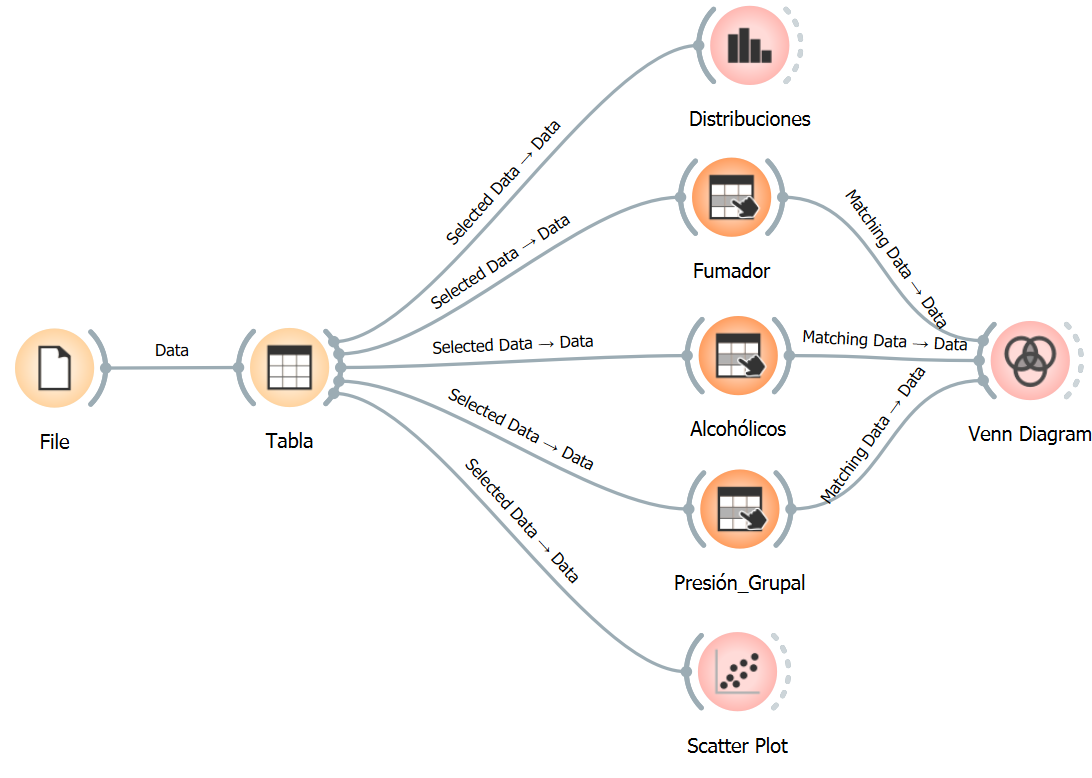 Distribuciones
Selected Data → Data
Fumador
Selected Data → Data
Matching Data → Data
File
Data
Tabla
Selected Data → Data
Alcohólicos
Matching Data → Data
Venn Diagram
Selected Data → Data
Presión_Grupal
Matching Data → Data
Selected Data → Data
Scatter Plot